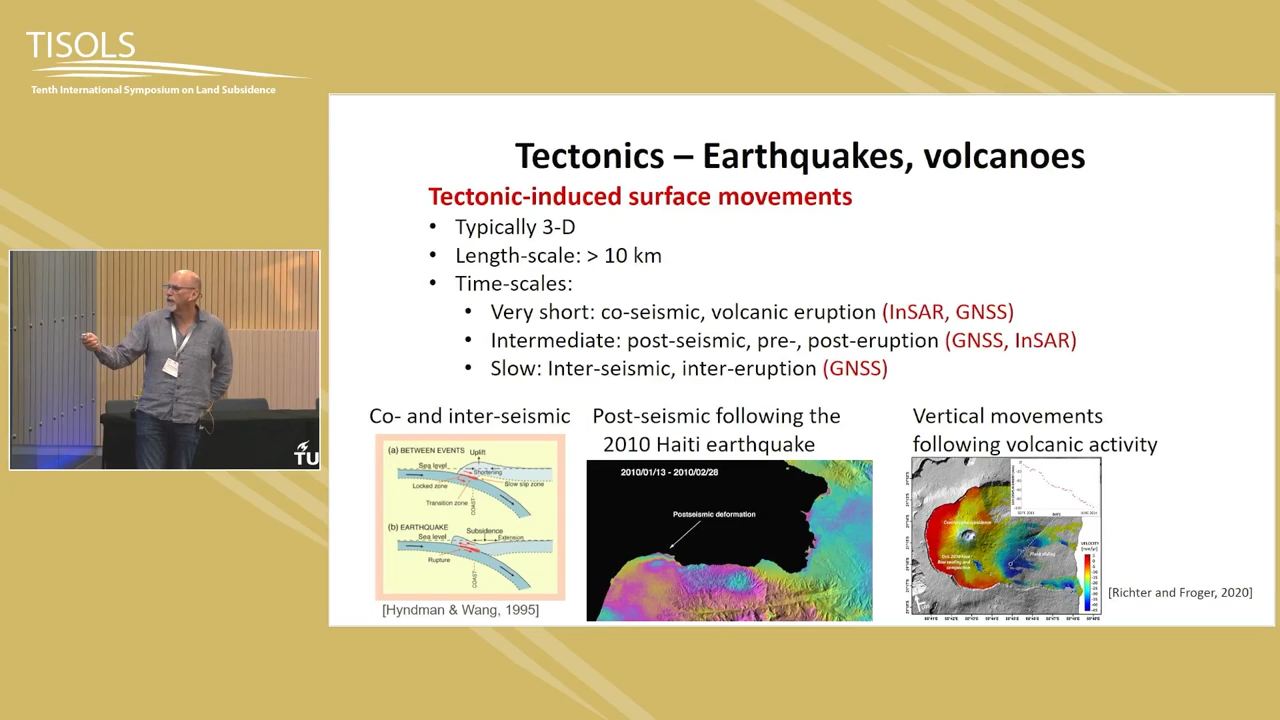 TISOLS
Tenth International Symposium on Land Subsidence
Tectonics – Earthquakes, volcanoes
Tectonic-induced surface movements
• Typically 3-D
• Length-scale: > 10 km
• Time-scales:
• Very short: co-seismic, volcanic eruption (InSAR, GNSS)
• Intermediate: post-seismic, pre-, post-eruption (GNSS, InSAR)
• Slow: Inter-seismic, inter-eruption (GNSS)
Co- and inter-seismic
(a) BETWEEN EVENTS
Uplift
Sea level
Shortening
Locked zone
Slow slip zone
Transition zone
COAST
(b) EARTHQUAKE
Subsidence
Sea level
Extension
Rupture
COAST
[Hyndman & Wang, 1995]
Post-seismic following the
2010 Haiti earthquake
2010/01/13 - 2010/02/28
Postseismic deformation
Vertical movements
following volcanic activity
VELOCITY
[Richter and Froger, 2020]
TU